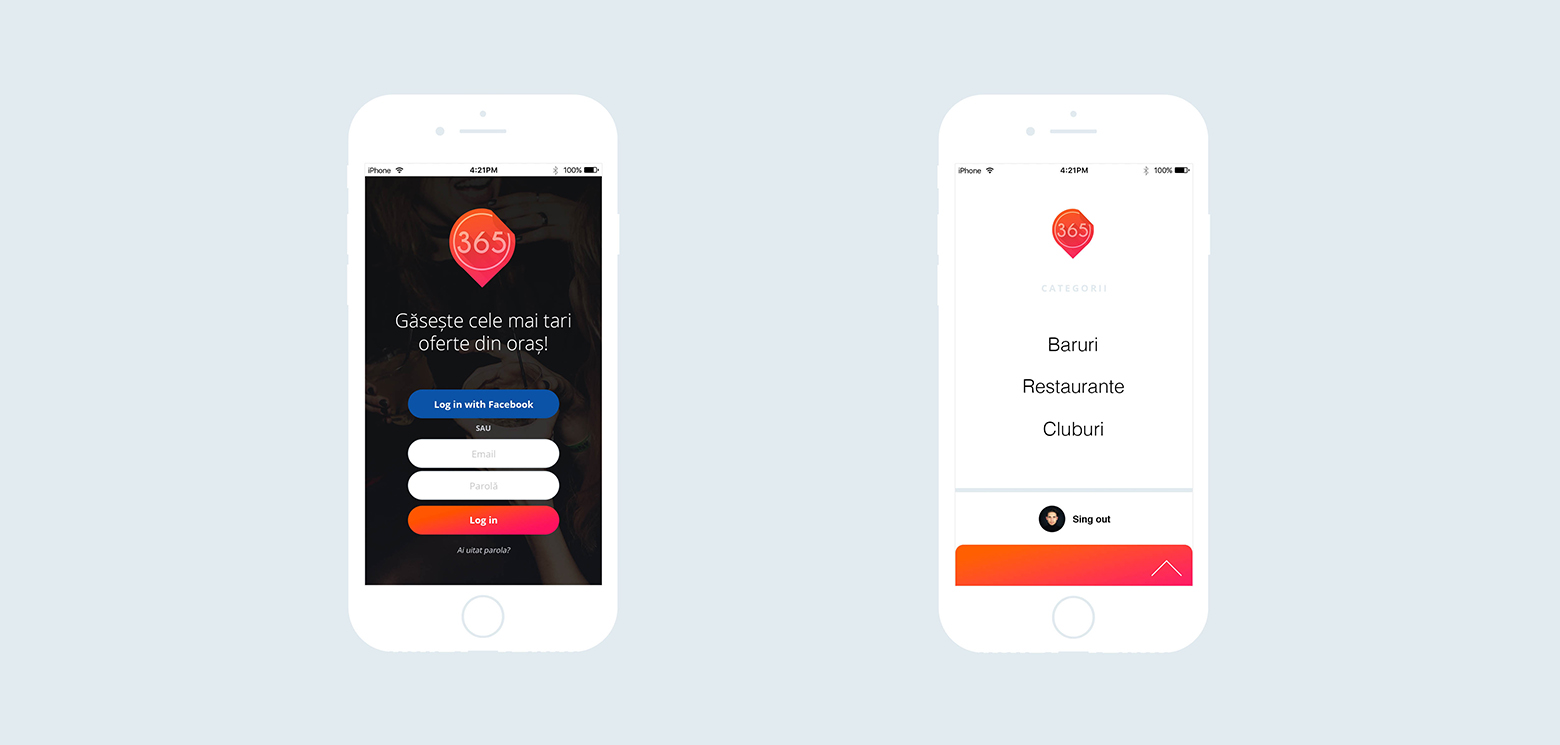 iPhone 4:21PM 100%
365
Găsește cele mai tari
oferte din oraș!
Log in with Facebook
SAU
Email
Parolă
Log in
Ai uitat parola?
iPhone 4:21PM 100%
365
CATEGORII
Baruri
Restaurante
Cluburi
Sing out